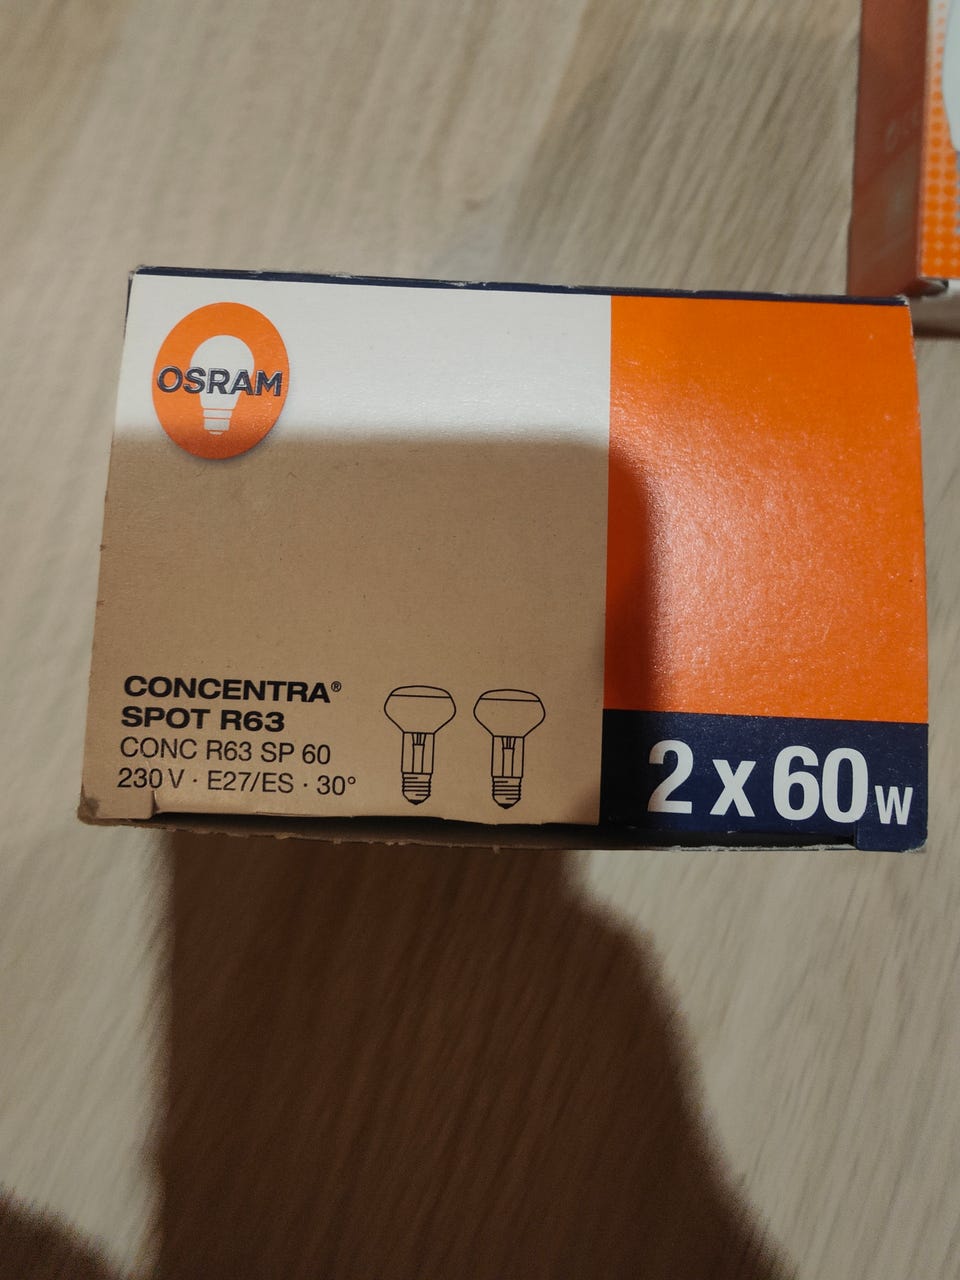 OSRAM
CONCENTRA®
SPOT R63
CONC R63 SP 60
230 V · E27/ES · 30°
2 x 60 W